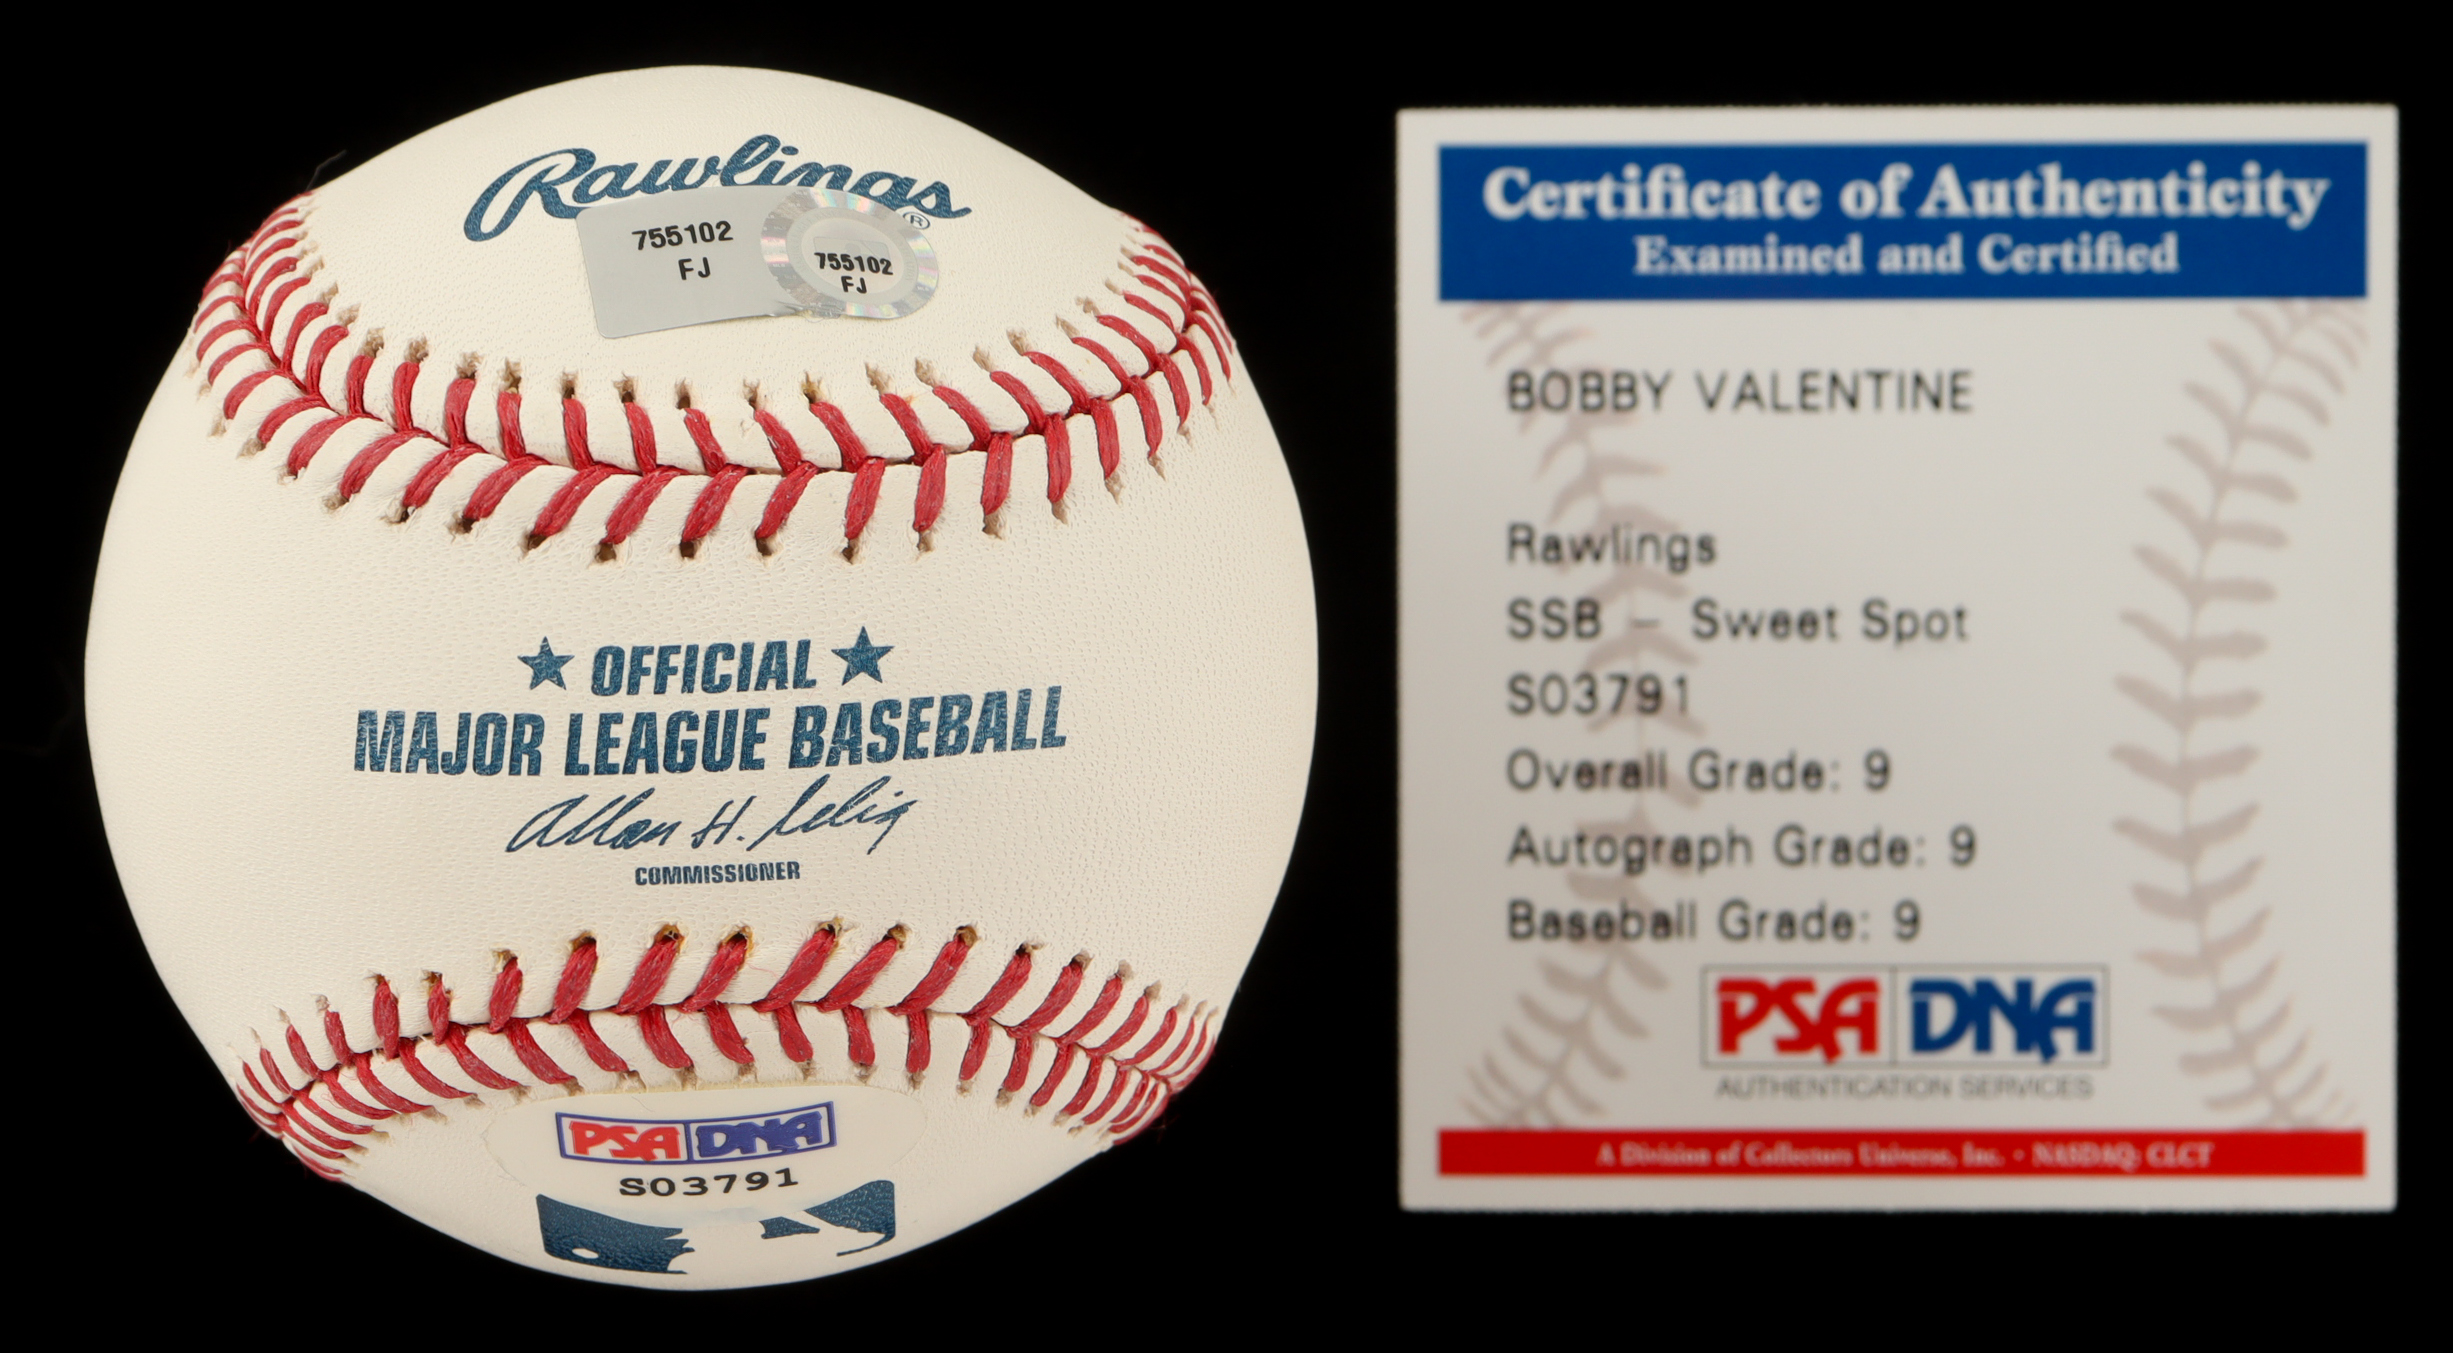 Rawlings®
755102
FJ
755102
FJ
★ OFFICIAL ★
MAJOR LEAGUE BASEBALL
Allan H. Selig
COMMISSIONER
PSA DNA
S03791
Certificate of Authenticity
Examined and Certified
BOBBY VALENTINE
Rawlings
SSB - Sweet Spot
S03791
Overall Grade: 9
Autograph Grade: 9
Baseball Grade: 9
PSA DNA
AUTHENTICATION SERVICES
A Division of Collectors Universe, Inc. • NASDAQ: CLCT